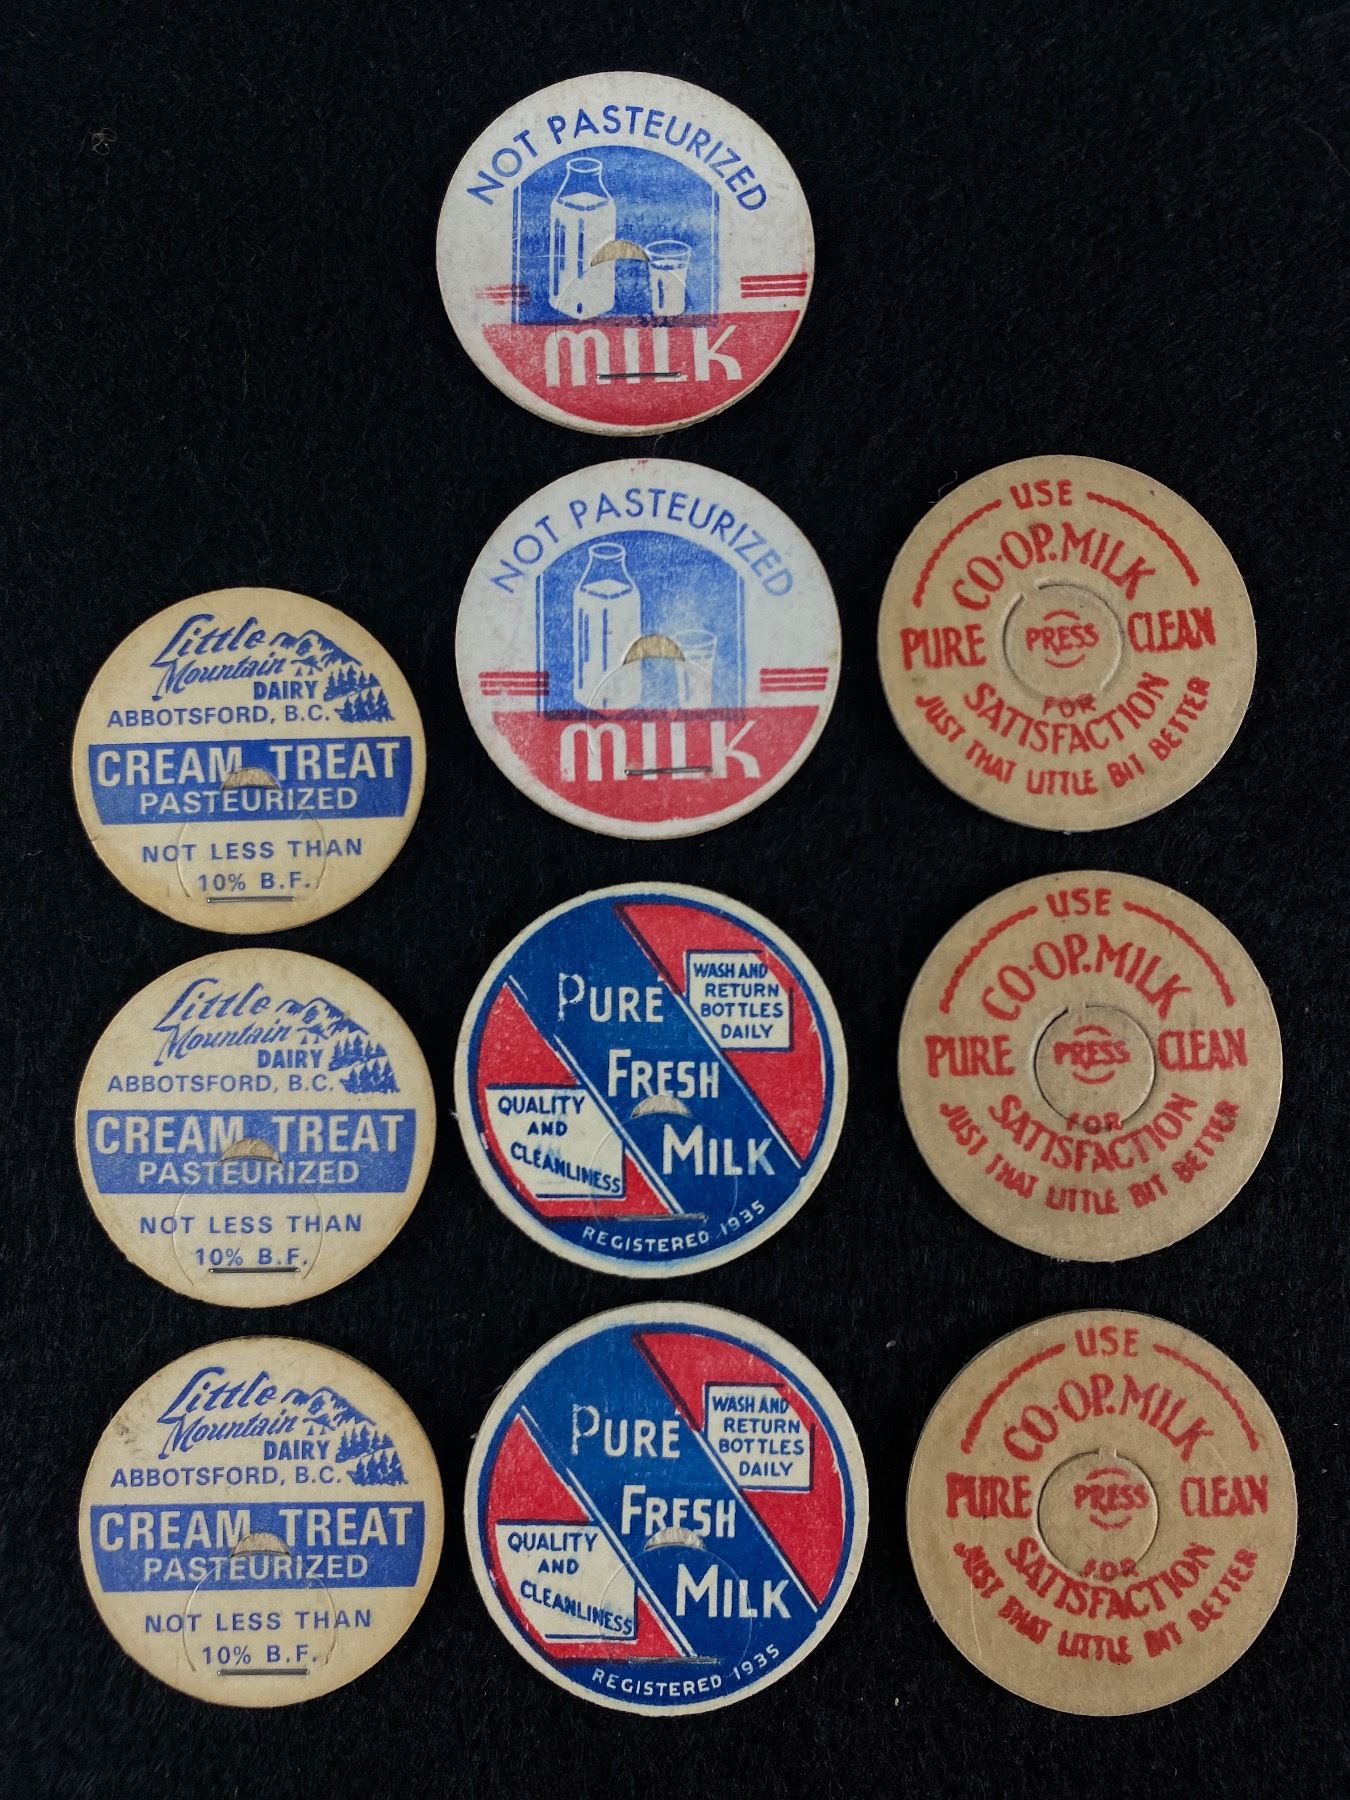 NOT PASTEURIZED
MILK
NOT PASTEURIZED
MILK
USE
CO-OP. MILK
PURE PRESS CLEAN
FOR
SATISFACTION
JUST THAT LITTLE BIT BETTER
Little
Mountain
DAIRY
ABBOTSFORD, B.C.
CREAM TREAT
PASTEURIZED
NOT LESS THAN
10% B.F.
PURE
FRESH
MILK
WASH AND
RETURN
BOTTLES
DAILY
QUALITY
AND
CLEANLINESS
REGISTERED 1935
USE
CO-OP. MILK
PURE PRESS CLEAN
FOR
SATISFACTION
JUST THAT LITTLE BIT BETTER
Little
Mountain
DAIRY
ABBOTSFORD, B.C.
CREAM TREAT
PASTEURIZED
NOT LESS THAN
10% B.F.
Little
Mountain
DAIRY
ABBOTSFORD, B.C.
CREAM TREAT
PASTEURIZED
NOT LESS THAN
10% B.F.
PURE
FRESH
MILK
WASH AND
RETURN
BOTTLES
DAILY
QUALITY
AND
CLEANLINESS
REGISTERED 1935
USE
CO-OP. MILK
PURE PRESS CLEAN
FOR
SATISFACTION
JUST THAT LITTLE BIT BETTER